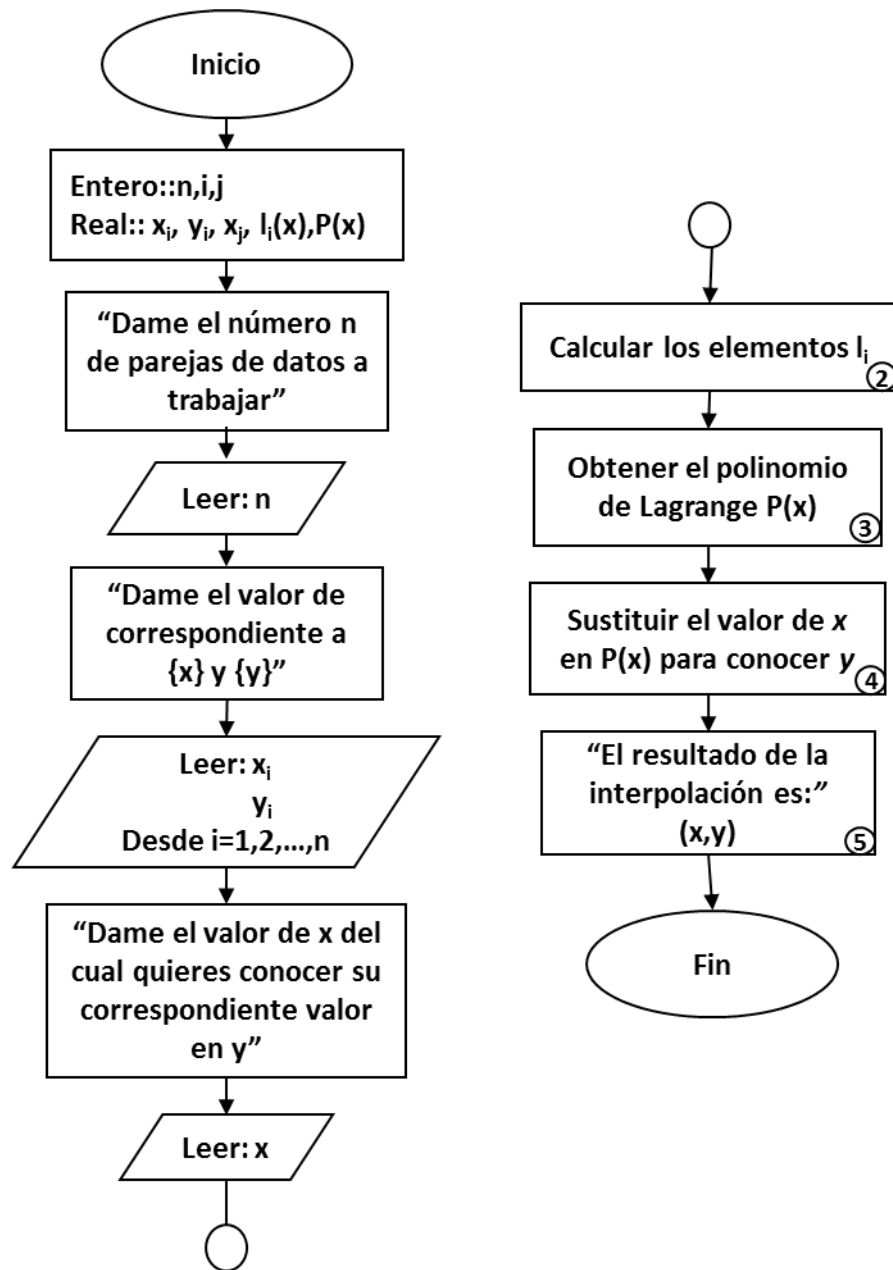 Inicio
Entero::n,i,j
Real:: xi, yi, xj, li(x),P(x)
“Dame el número n
de parejas de datos a
trabajar”
Leer: n
“Dame el valor de
correspondiente a
{x} y {y}”
Leer: xi
yi
Desde i=1,2,...,n
“Dame el valor de x del
cual quieres conocer su
correspondiente valor
en y”
Leer: x
Calcular los elementos li
2
Obtener el polinomio
de Lagrange P(x)
3
Sustituir el valor de x
en P(x) para conocer y
4
“El resultado de la
interpolación es:”
(x,y)
5
Fin